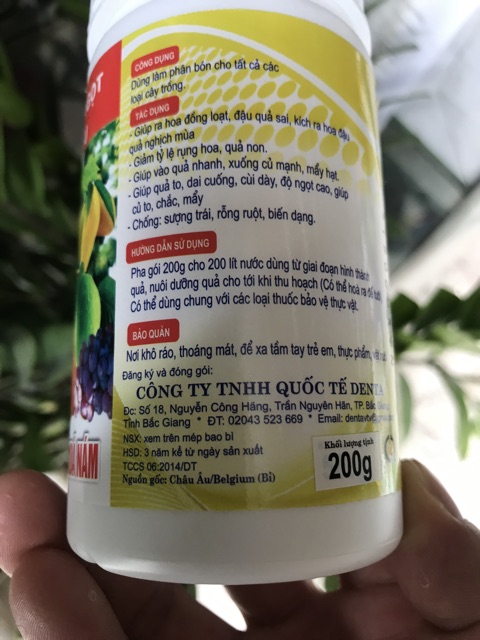 CÔNG DỤNG
Dùng làm phân bón cho tất cả các
loại cây trồng.
TÁC DỤNG
- Giúp ra hoa đồng loạt, đậu quả sai, kích ra hoa đậu
quả nghịch mùa
- Giảm tỷ lệ rụng hoa, quả non.
- Giúp vào quả nhanh, xuống củ mạnh, mẩy hạt.
- Giúp quả to, dai cuống, cùi dày, độ ngọt cao, giúp
củ to, chắc, mẩy
- Chống: sượng trái, rỗng ruột, biến dạng.
HƯỚNG DẪN SỬ DỤNG
Pha gói 200g cho 200 lít nước dùng từ giai đoạn hình thành
quả, nuôi dưỡng quả cho tới khi thu hoạch (Có thể hoà ra để
Có thể dùng chung với các loại thuốc bảo vệ thực vật.
BẢO QUẢN
Nơi khô ráo, thoáng mát, để xa tầm tay trẻ em, thực phẩm,
Đăng ký và đóng gói:
CÔNG TY TNHH QUỐC TẾ DENTA
Đc: Số 18, Nguyễn Công Hãng, Trần Nguyên Hãn, TP. Bắc Giang
Tỉnh Bắc Giang * ĐT: 02043 523 669 * Email:
NSX: xem trên mép bao bì
HSD: 3 năm kể từ ngày sản xuất
TCCS 06:2014/DT
Nguồn gốc: Châu Âu/Belgium (Bỉ)
Khối lượng tịnh
200g
NẤM